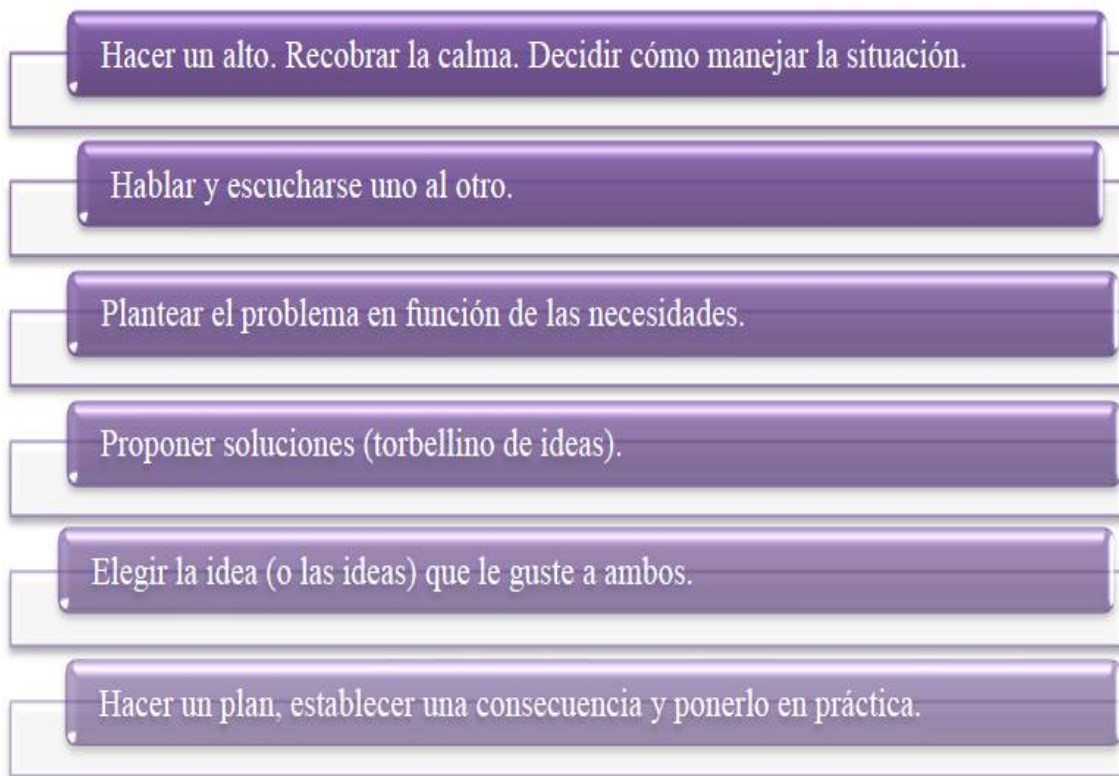 Hacer un alto. Recobrar la calma. Decidir cómo manejar la situación.
Hablar y escucharse uno al otro.
Plantear el problema en función de las necesidades.
Proponer soluciones (torbellino de ideas).
Elegir la idea (o las ideas) que le guste a ambos.
Hacer un plan, establecer una consecuencia y ponerlo en práctica.